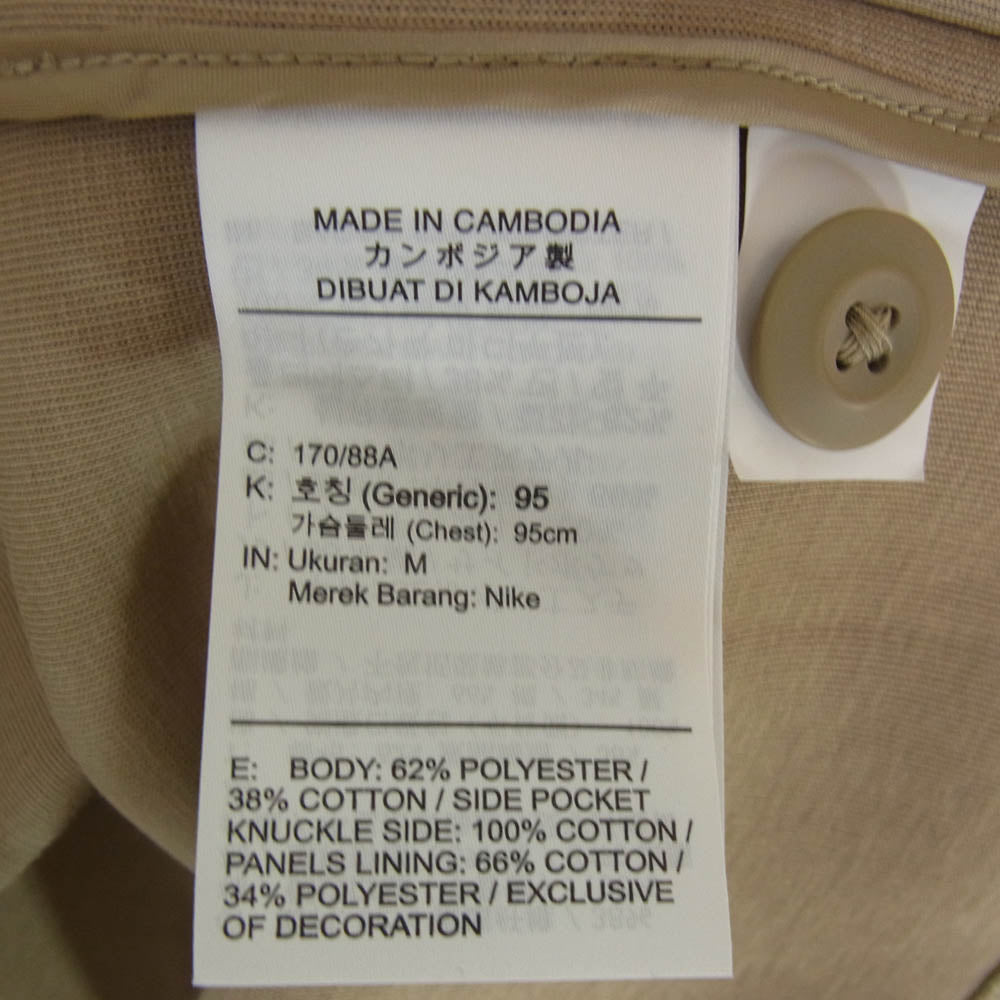 MADE IN CAMBODIA
カンボジア製
DIBUAT DI KAMBOJA
C: 170/88A
K: 호칭 (Generic): 95
가슴둘레 (Chest): 95cm
IN: Ukuran: M
Merek Barang: Nike
E: BODY: 62% POLYESTER /
38% COTTON / SIDE POCKET
KNUCKLE SIDE: 100% COTTON /
PANELS LINING: 66% COTTON /
34% POLYESTER / EXCLUSIVE
OF DECORATION